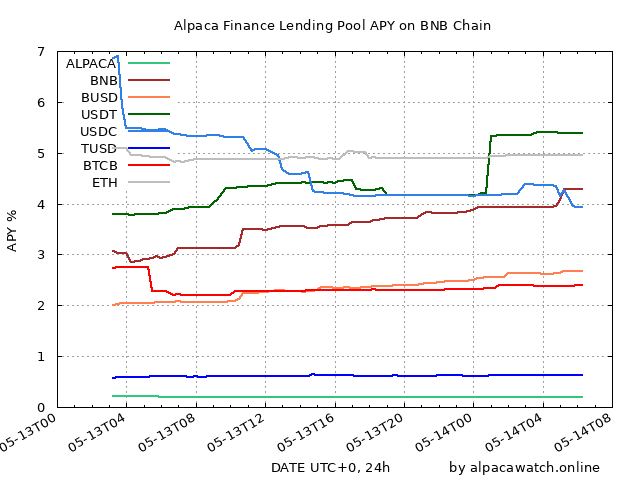 Alpaca Finance Lending Pool APY on BNB Chain
7
6
5
4
3
2
1
0
APY %
ALPACA
BNB
BUSD
USDT
USDC
TUSD
BTCB
ETH
05-13T00
05-13T04
05-13T08
05-13T12
05-13T16
05-13T20
05-14T00
05-14T04
05-14T08
DATE UTC+0, 24h
by alpacawatch.online